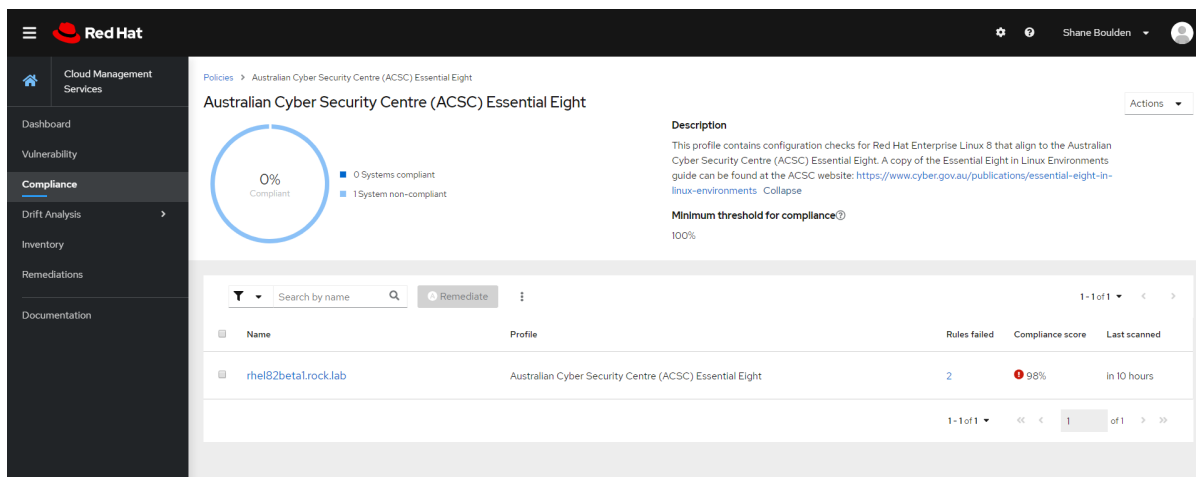 Red Hat
Shane Boulden
Cloud Management
Services
Dashboard
Vulnerability
Compliance
Drift Analysis
Inventory
Remediations
Documentation
Policies > Australian Cyber Security Centre (ACSC) Essential Eight
Australian Cyber Security Centre (ACSC) Essential Eight
Actions
0%
Compliant
0 Systems compliant
1 System non-compliant
Description
This profile contains configuration checks for Red Hat Enterprise Linux 8 that align to the Australian
Cyber Security Centre (ACSC) Essential Eight. A copy of the Essential Eight in Linux Environments
guide can be found at the ACSC website: https://www.cyber.gov.au/publications/essential-eight-in-
linux-environments Collapse
Minimum threshold for compliance
100%
Search by name
Remediate
1 - 1 of 1
Name Profile Rules failed Compliance score Last scanned
rhel82beta1.rock.lab Australian Cyber Security Centre (ACSC) Essential Eight 2 98% in 10 hours
1 - 1 of 1 << < 1 of 1 > >>